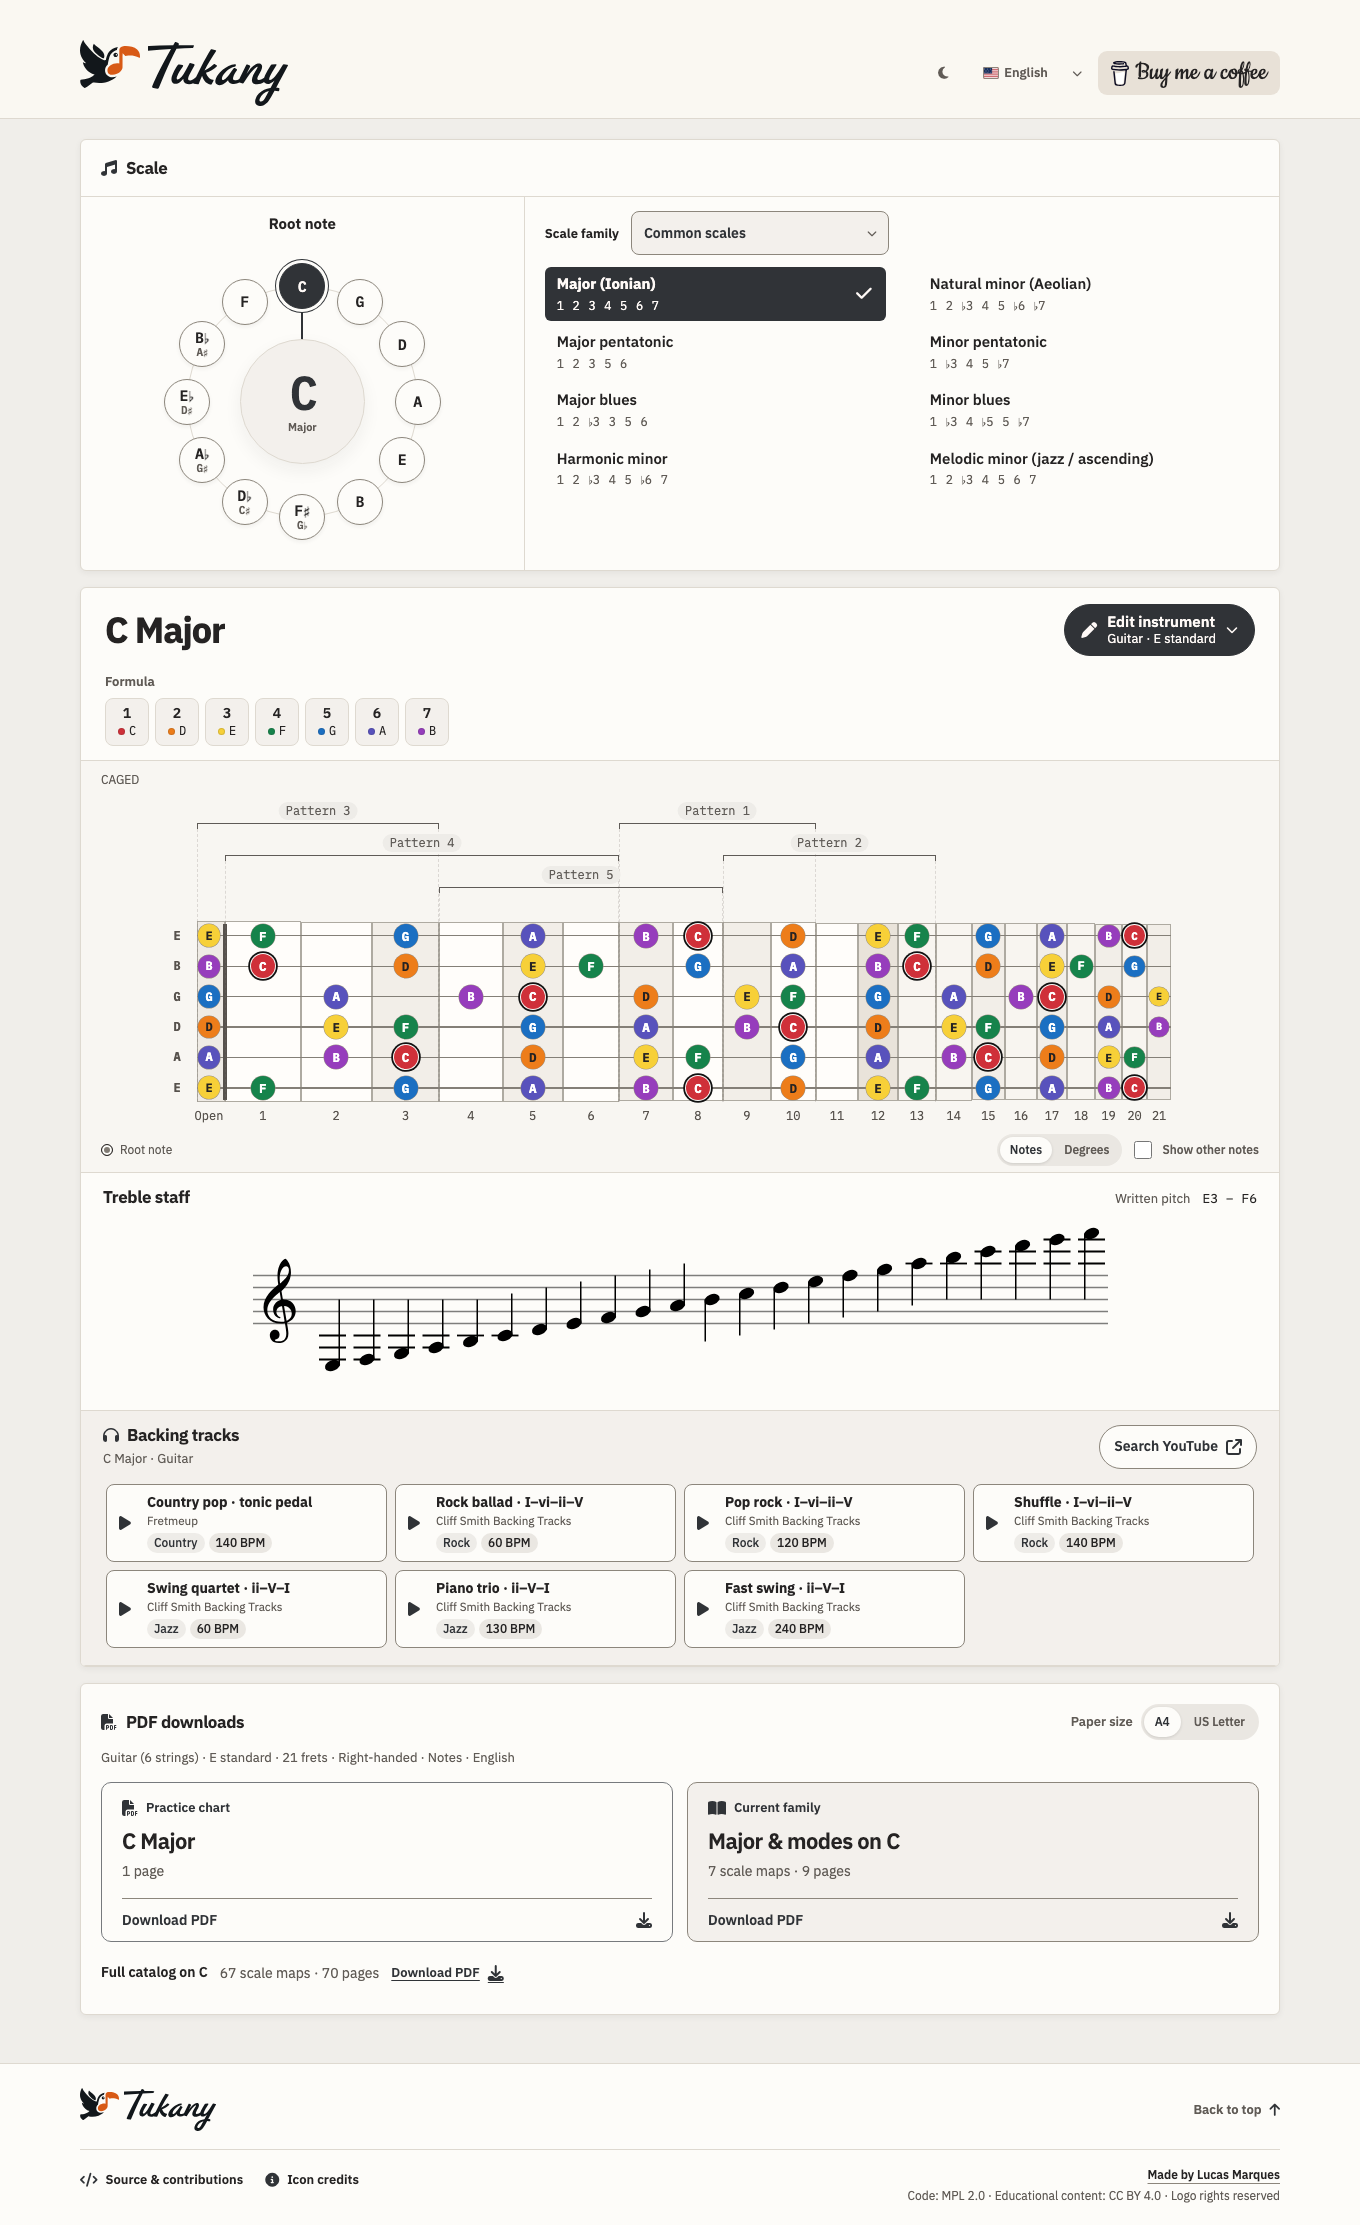 Tukany
English
Buy me a coffee
Scale
Root note
C
F
G
B♭
A♯
D
E♭
D♯
C
Major
A
A♭
G♯
E
D♭
C♯
B
F♯
G♭
Scale family
Common scales
Major (Ionian)
1 2 3 4 5 6 7
Natural minor (Aeolian)
1 2 ♭3 4 5 ♭6 ♭7
Major pentatonic
1 2 3 5 6
Minor pentatonic
1 ♭3 4 5 ♭7
Major blues
1 2 ♭3 3 5 6
Minor blues
1 ♭3 4 ♭5 5 ♭7
Harmonic minor
1 2 ♭3 4 5 ♭6 7
Melodic minor (jazz / ascending)
1 2 ♭3 4 5 6 7
C Major
Edit instrument
Guitar · E standard
Formula
1 2 3 4 5 6 7
C D E F G A B
CAGED
Pattern 3 Pattern 1
Pattern 4 Pattern 2
Pattern 5
E E F G A B C D E F G A B C
B B C D E F G A B C D E F G
G G A B C D E F G A B C D E
D D E F G A B C D E F G A B
A A B C D E F G A B C D E F
E E F G A B C D E F G A B C
Open 1 2 3 4 5 6 7 8 9 10 11 12 13 14 15 16 17 18 19 20 21
Root note
Notes Degrees Show other notes
Treble staff
Written pitch E3 – F6
Backing tracks
C Major · Guitar
Search YouTube
Country pop · tonic pedal
Fretmeup
Country 140 BPM
Rock ballad · I–vi–ii–V
Cliff Smith Backing Tracks
Rock 60 BPM
Pop rock · I–vi–ii–V
Cliff Smith Backing Tracks
Rock 120 BPM
Shuffle · I–vi–ii–V
Cliff Smith Backing Tracks
Rock 140 BPM
Swing quartet · ii–V–I
Cliff Smith Backing Tracks
Jazz 60 BPM
Piano trio · ii–V–I
Cliff Smith Backing Tracks
Jazz 130 BPM
Fast swing · ii–V–I
Cliff Smith Backing Tracks
Jazz 240 BPM
PDF downloads
Paper size A4 US Letter
Guitar (6 strings) · E standard · 21 frets · Right-handed · Notes · English
Practice chart
C Major
1 page
Download PDF
Current family
Major & modes on C
7 scale maps · 9 pages
Download PDF
Full catalog on C 67 scale maps · 70 pages Download PDF
Tukany
Back to top
Source & contributions Icon credits
Made by Lucas Marques
Code: MPL 2.0 · Educational content: CC BY 4.0 · Logo rights reserved